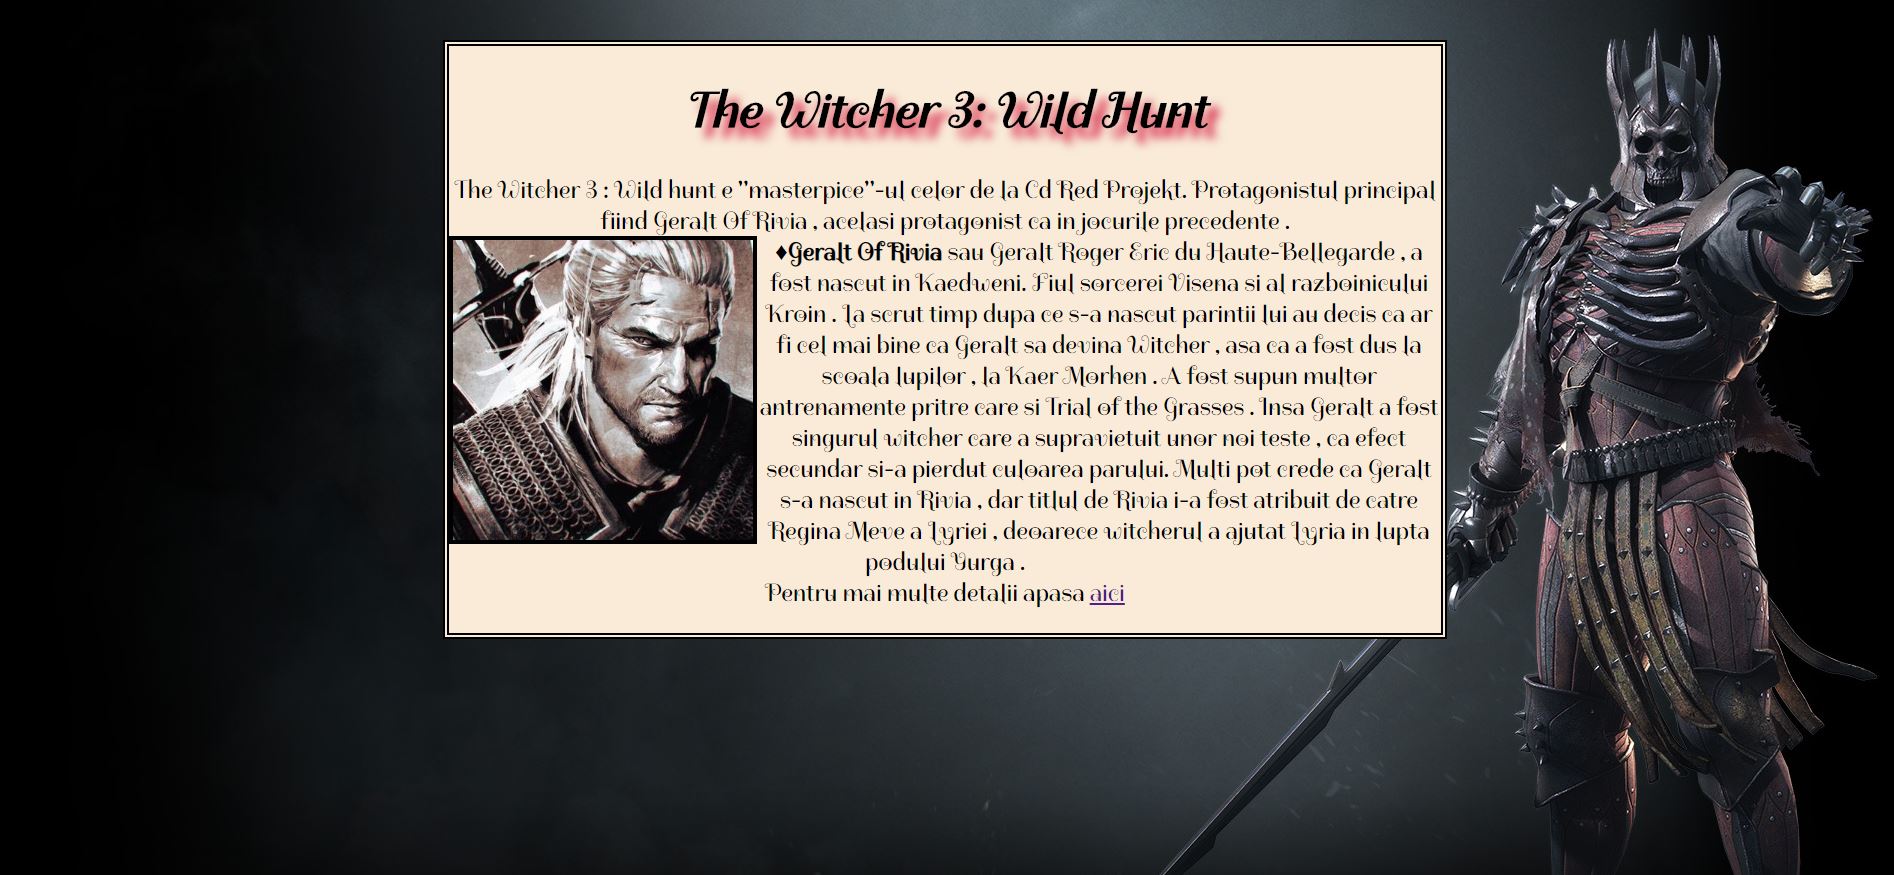 The Witcher 3: Wild Hunt
The Witcher 3 : Wild hunt e "masterpice"-ul celor de la Cd Red Projekt. Protagonistul principal
fiind Geralt Of Rivia , acelasi protagonist ca in jocurile precedente .
♦Geralt Of Rivia sau Geralt Roger Eric du Haute-Bellegarde , a
fost nascut in Kaedweni. Fiul sorcerei Visena si al razboinicului
Kroin . La scrut timp dupa ce s-a nascut parintii lui au decis ca ar
fi cel mai bine ca Geralt sa devina Witcher , asa ca a fost dus la
scoala lupilor , la Kaer Morhen . A fost supun multor
antrenamente pritre care si Trial of the Grasses . Insa Geralt a fost
singurul witcher care a supravietuit unor noi teste , ca efect
secundar si-a pierdut culoarea parului. Multi pot crede ca Geralt
s-a nascut in Rivia , dar titlul de Rivia i-a fost atribuit de catre
Regina Meve a Lyriei , deoarece witcherul a ajutat Lyria in lupta
podului Yurga .
Pentru mai multe detalii apasa aici